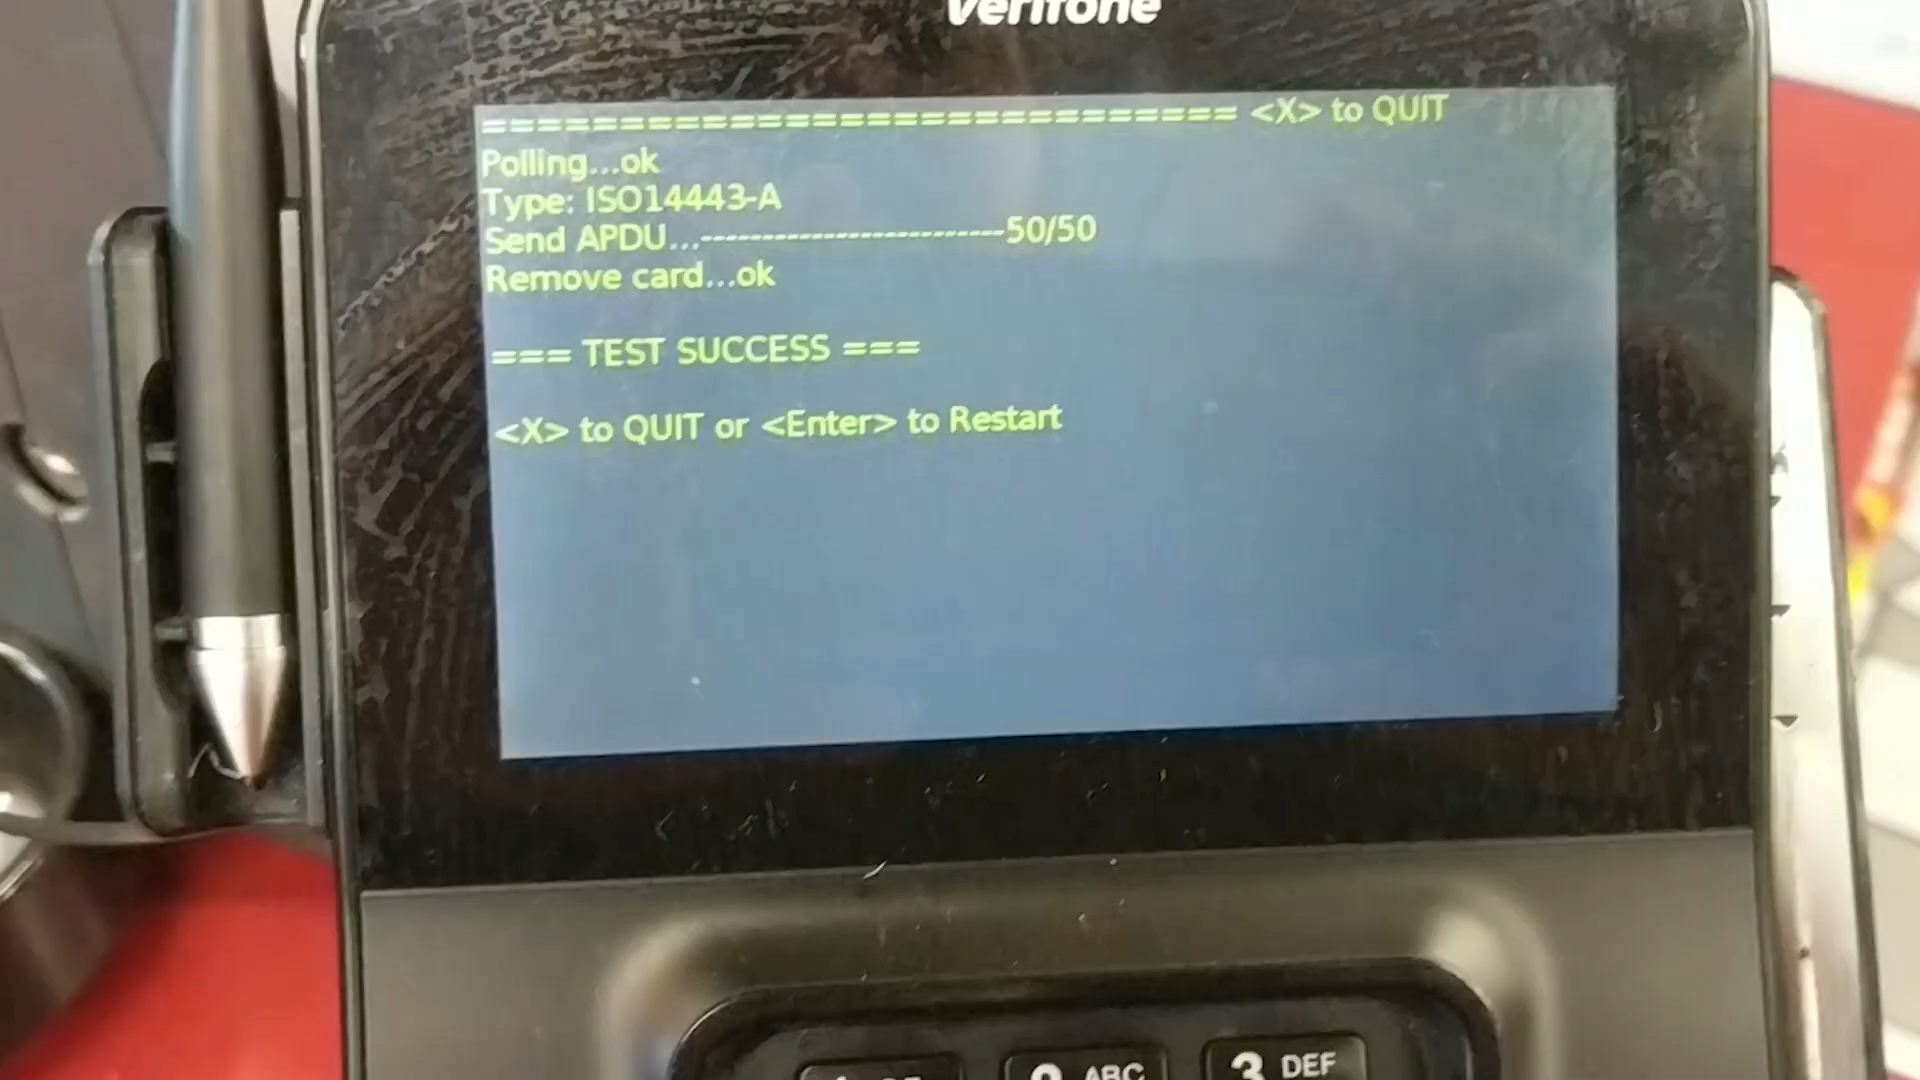 Verifone
============================ <X> to QUIT
Polling...ok
Type: ISO14443-A
Send APDU...-------------------------50/50
Remove card...ok
=== TEST SUCCESS ===
<X> to QUIT or <Enter> to Restart
2 ABC
3 DEF